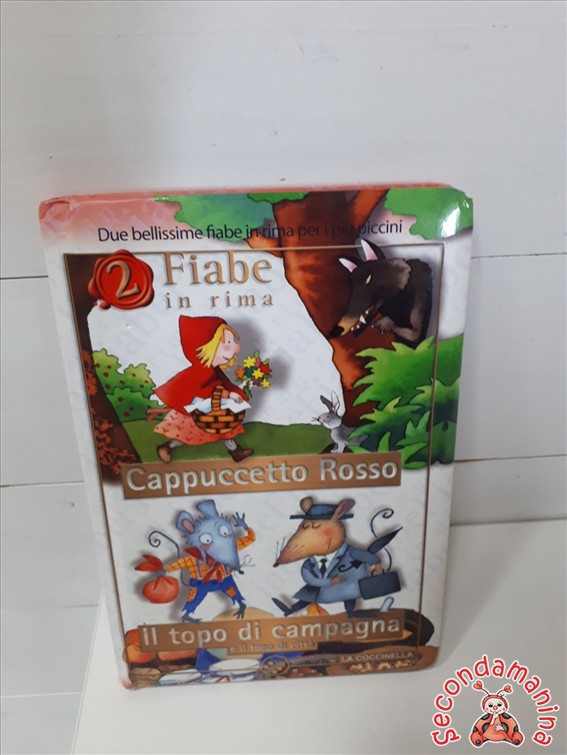 Due bellissime fiabe in rima per i più piccini
2 Fiabe
in rima
Cappuccetto Rosso
il topo di campagna
e il topo di città
LA COCCINELLA
Secondamanina